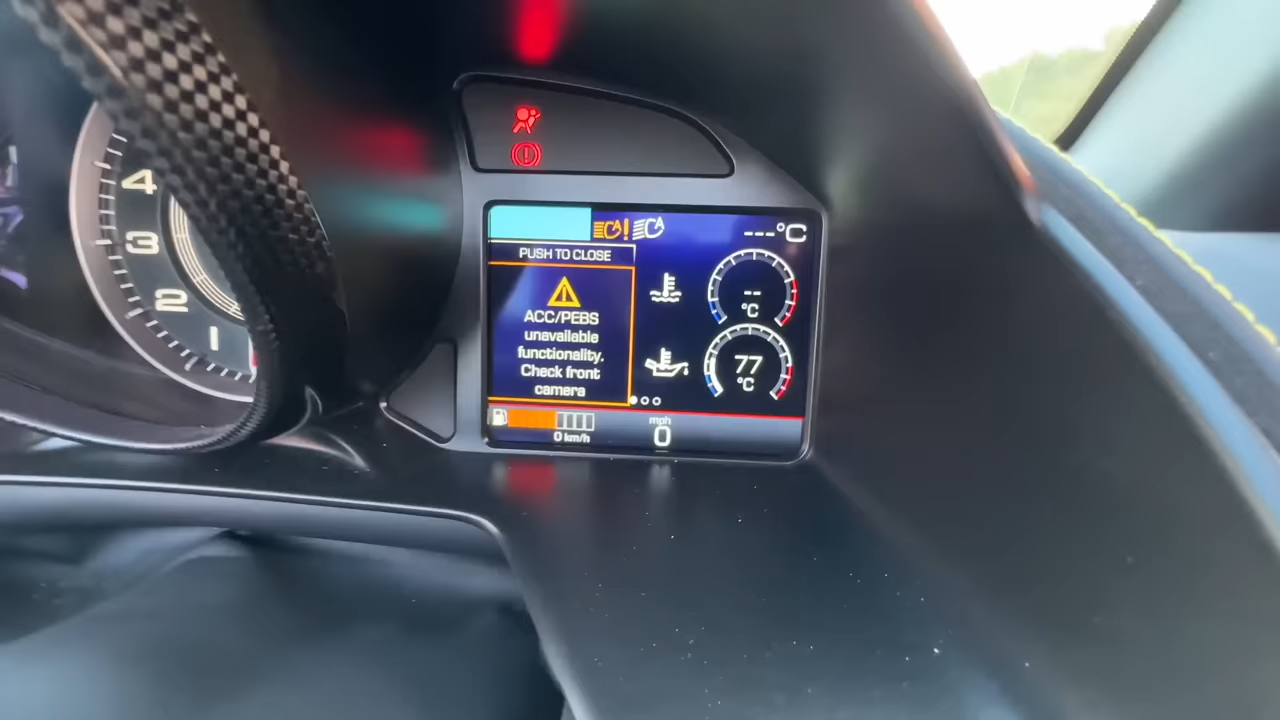 4
3
2
1
---°C
PUSH TO CLOSE
ACC/PEBS
unavailable
functionality.
Check front
camera
--
°C
77
°C
0 km/h
mph
0